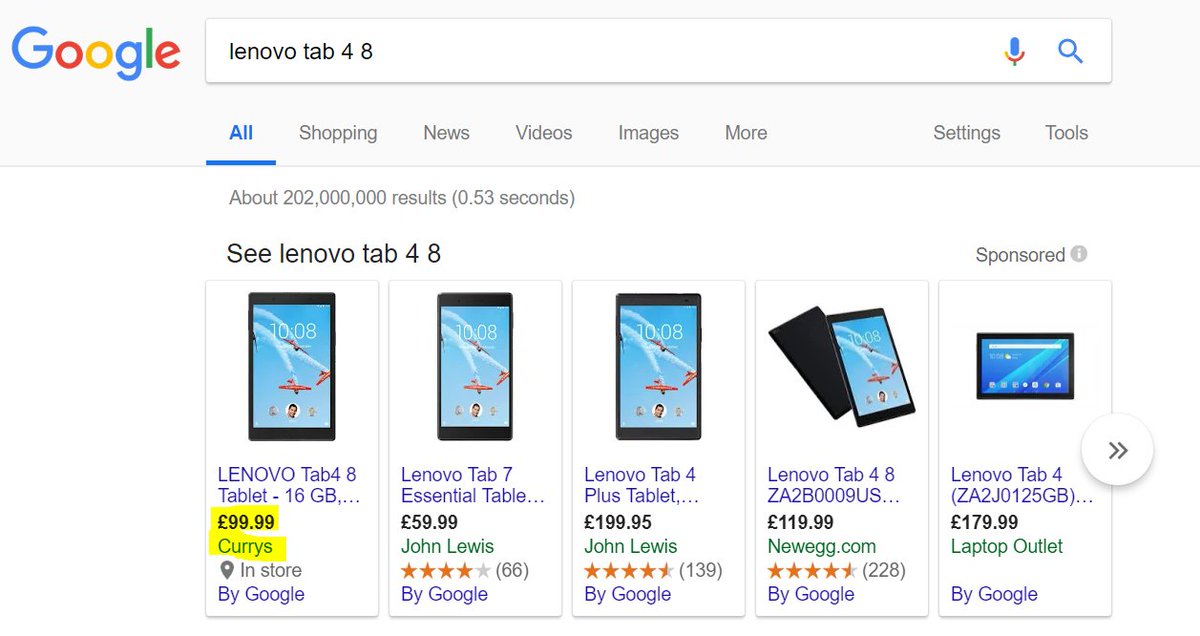 Google
lenovo tab 4 8
All Shopping News Videos Images More Settings Tools
About 202,000,000 results (0.53 seconds)
See lenovo tab 4 8
Sponsored
10:08
LENOVO Tab4 8
Tablet - 16 GB,...
£99.99
Currys
In store
By Google
10:08
Lenovo Tab 7
Essential Table...
£59.99
John Lewis
(66)
By Google
10:08
Lenovo Tab 4
Plus Tablet,...
£199.95
John Lewis
(139)
By Google
10:08
Lenovo Tab 4 8
ZA2B0009US...
£119.99
Newegg.com
(228)
By Google
10:08
Lenovo Tab 4
(ZA2J0125GB)...
£179.99
Laptop Outlet
By Google